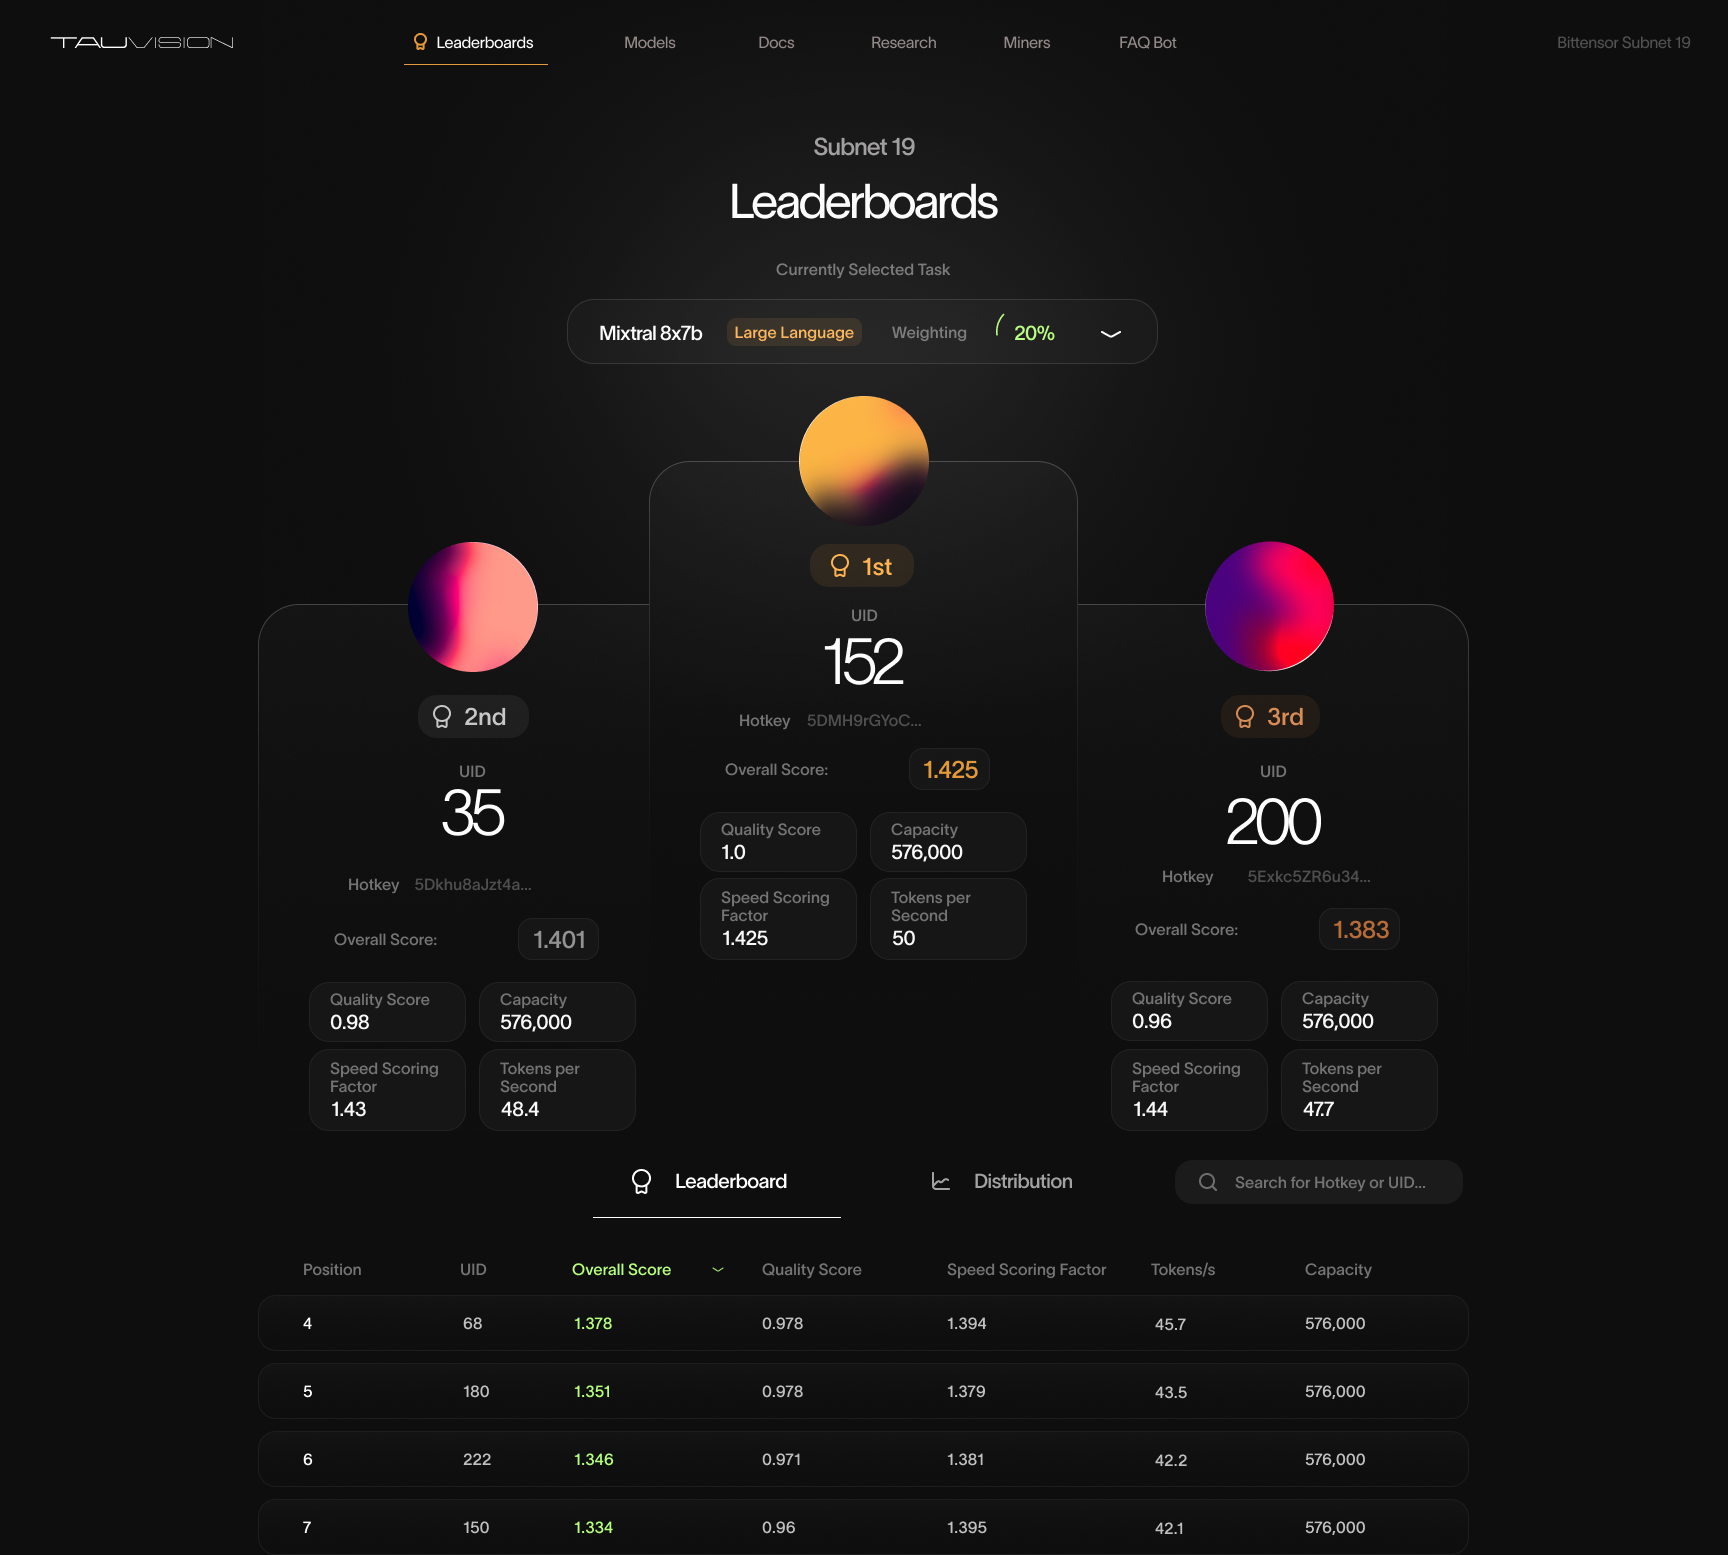 TAUVISION
Leaderboards
Models
Docs
Research
Miners
FAQ Bot
Bittensor Subnet 19
Subnet 19
Leaderboards
Currently Selected Task
Mixtral 8x7b Large Language Weighting 20%
1st
UID
152
Hotkey 5DMH9rGYoC...
Overall Score: 1.425
Quality Score
1.0
Capacity
576,000
Speed Scoring
Factor
1.425
Tokens per
Second
50
2nd
UID
35
Hotkey 5Dkhu8aJzt4a...
Overall Score: 1.401
Quality Score
0.98
Capacity
576,000
Speed Scoring
Factor
1.43
Tokens per
Second
48.4
3rd
UID
200
Hotkey 5Exkc5ZR6u34...
Overall Score: 1.383
Quality Score
0.96
Capacity
576,000
Speed Scoring
Factor
1.44
Tokens per
Second
47.7
Leaderboard
Distribution
Search for Hotkey or UID...
Position UID Overall Score Quality Score Speed Scoring Factor Tokens/s Capacity
4 68 1.378 0.978 1.394 45.7 576,000
5 180 1.351 0.978 1.379 43.5 576,000
6 222 1.346 0.971 1.381 42.2 576,000
7 150 1.334 0.96 1.395 42.1 576,000